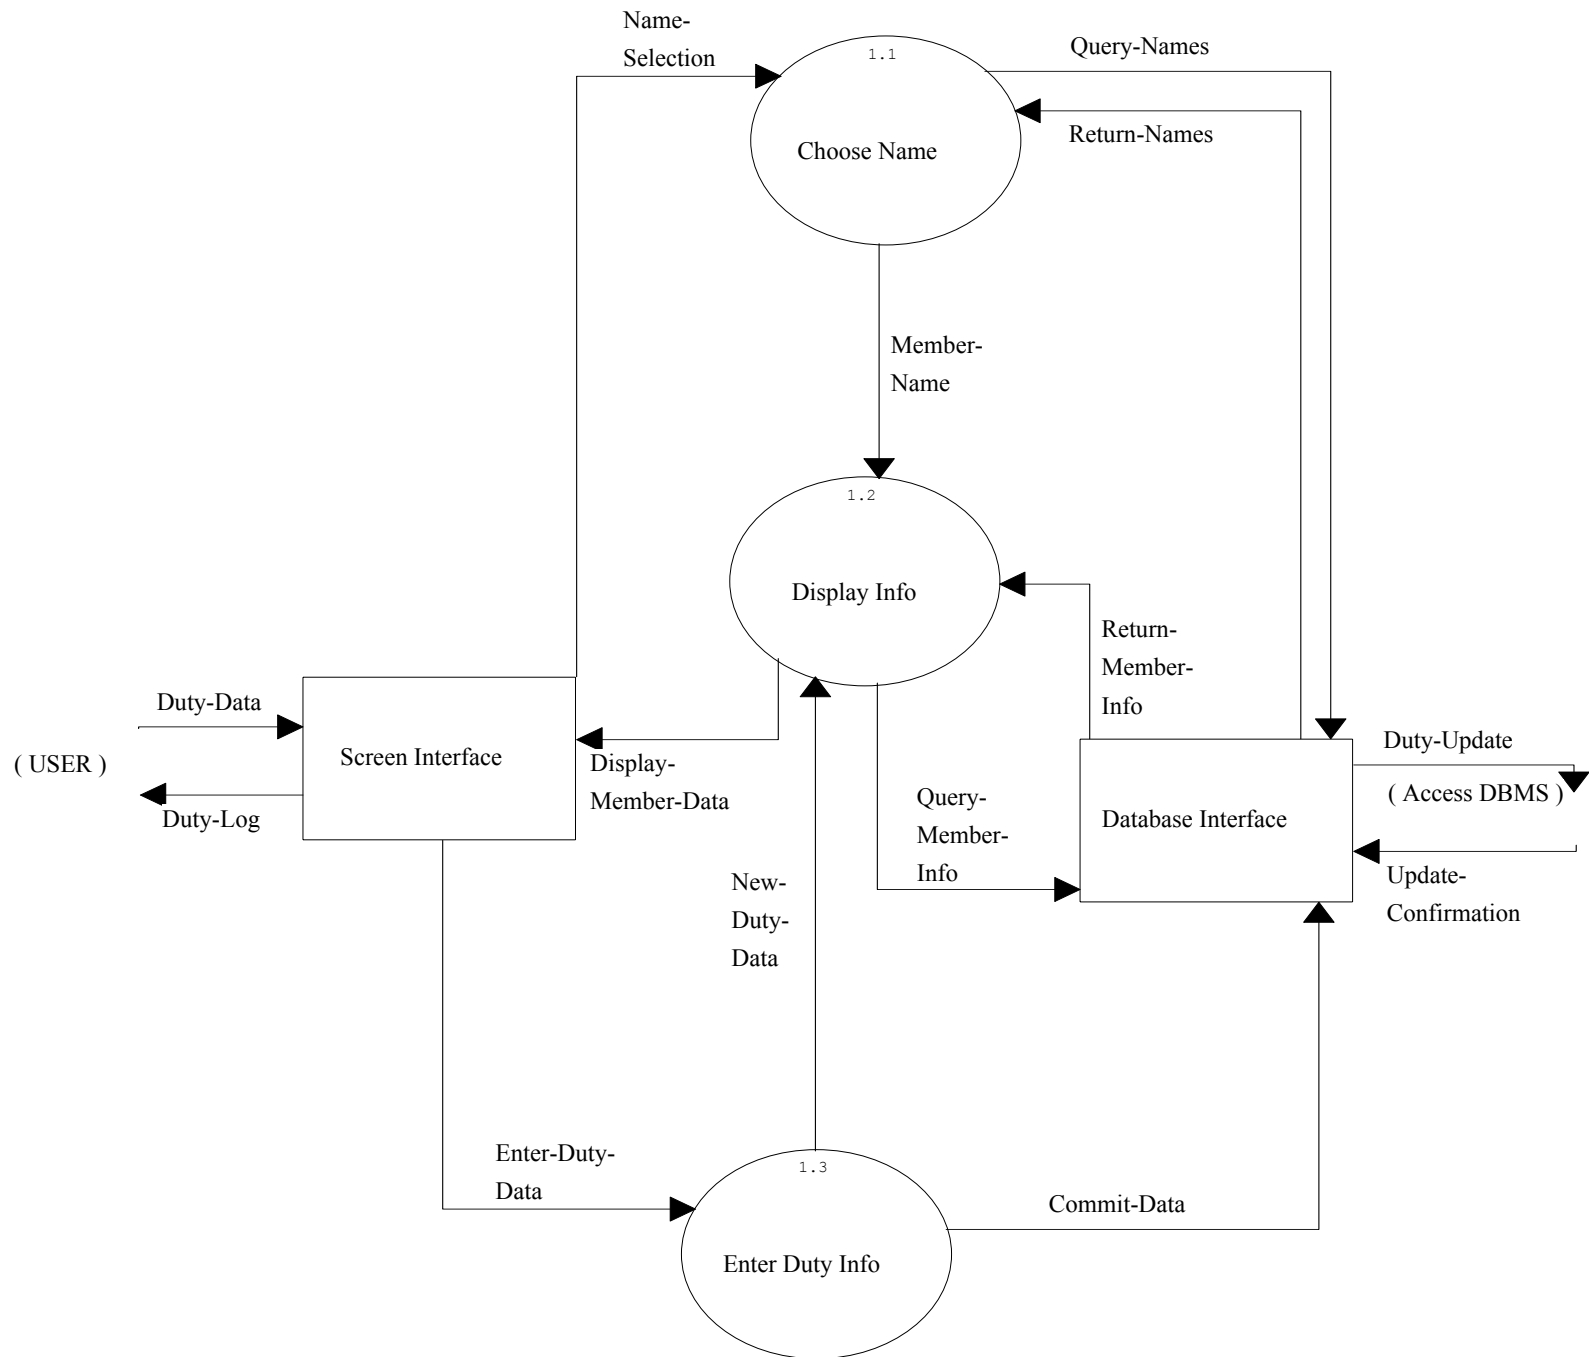 Name-
Selection
1.1
Query-Names
Choose Name
Return-Names
Member-
Name
1.2
Display Info
Return-
Member-
Info
Duty-Data
( USER )
Duty-Log
Screen Interface
Display-
Member-Data
Query-
Member-
Info
Database Interface
Duty-Update
( Access DBMS )
Update-
Confirmation
New-
Duty-
Data
Enter-Duty-
Data
1.3
Enter Duty Info
Commit-Data